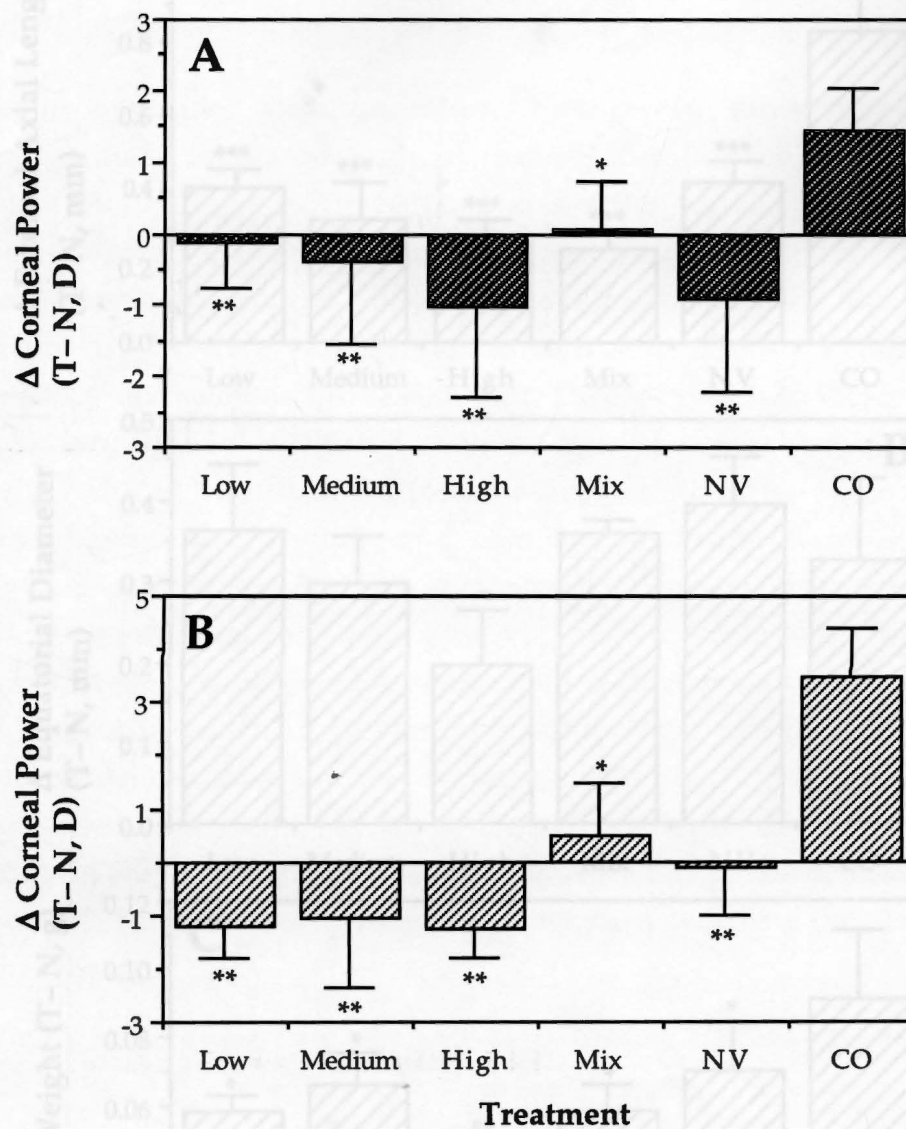 A
Δ Corneal Power
(T– N, D)
3
2
1
0
-1
-2
-3
*
**
**
**
**
Low Medium High Mix NV CO
B
Δ Corneal Power
(T– N, D)
5
3
1
-1
-3
*
**
**
**
**
Low Medium High Mix NV CO
Treatment